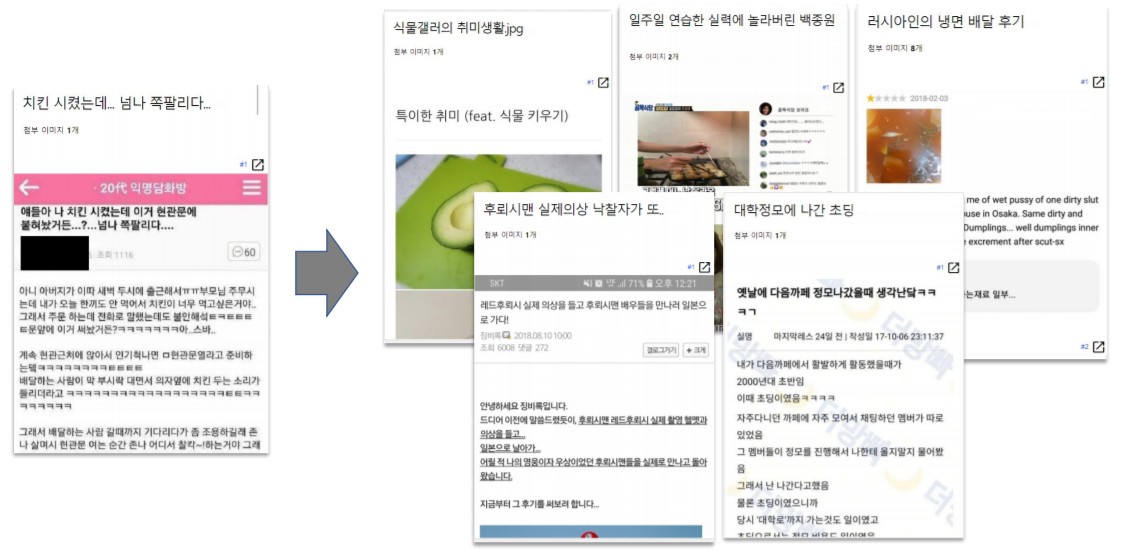 치킨 시켰는데... 넘나 쪽팔리다...
첨부 이미지 1개
#1
· 20代 익명담화방
얘들아 나 치킨 시켰는데 이거 현관문에
붙혀놨거든...?...넘나 쪽팔리다....
조회 1116
60
아니 아버지가 이따 새벽 두시에 출근해서ㅠㅠ부모님 주무시
는데 내가 오늘 한끼도 안 먹어서 치킨이 너무 먹고싶은거야..
그래서 주문 하는데 전화로 말했는데도 불안해섴ㅋㅋㅌㅌㅌ
ㅌ문앞에 이거 써놨거든?ㅋㅋㅋㅋㅋㅋㅋ아..스바..
계속 현관근처에 앉아서 인기척나면 ㅁ현관문열라고 준비하
는뎈ㅋㅋㅋㅋㅋㅋㅋㅌㅌㅌㅌ
배달하는 사람이 막 부시락 대면서 의자옆에 치킨 두는 소리가
들리더라고 ㅋㅋㅋㅋㅋㅋㅋㅋㅋㅋㅋㅋㅋㅋㅋㅋㅋㅌㅌㅋㅋ
ㅋㅋㅋㅋㅋㅋ
그래서 배달하는 사람 갈때까지 기다리다가 좀 조용하길래 존
나 살며시 현관문 여는 순간 존나 어디서 찰칵~!하는거야 그래
식물갤러의 취미생활.jpg
첨부 이미지 1개
#1
특이한 취미 (feat. 식물 키우기)
일주일 연습한 실력에 놀라버린 백종원
첨부 이미지 2개
#1
골목식당
러시아인의 냉면 배달 후기
첨부 이미지 8개
#1
2018-02-03
me of wet pussy of one dirty slut
use in Osaka. Same dirty and
Dumplings... well dumplings inner
excrement after scut-sx
는재료 일부...
#2
후뢰시맨 실제의상 낙찰자가 또..
첨부 이미지 1개
#1
SKT
71% 오후 12:21
레드후뢰시 실제 의상을 들고 후뢰시맨 배우들을 만나러 일본으
로 가다!
징비록 2018.08.10 10:00
조회 6008 댓글 272
갤로그가기
+ 크게
안녕하세요 징비록입니다.
드디어 이전에 말씀드렸듯이, 후뢰시맨 레드후뢰시 실제 촬영 헬멧과
의상을 들고...
일본으로 날아가...
어릴 적 나의 영웅이자 우상이었던 후뢰시맨들을 실제로 만나고 돌아
왔습니다.
지금부터 그 후기를 써보려 합니다...
대학정모에 나간 초딩
첨부 이미지 1개
#1
옛날에 다음까페 정모나갔을때 생각난닼ㅋㅋ
ㅋㄱ
실명 마지막레스 24일 전 | 작성일 17-10-06 23:11:37
내가 다음까페에서 활발하게 활동했을때가
2000년대 초반임
이때 초딩이였음ㅋㅋㅋㅋ
자주다니던 까페에 자주 모여서 채팅하던 멤버가 따로
있었음
그 멤버들이 정모를 진행해서 나한테 올지말지 물어봤
음
그래서 난 나간다고했음
물론 초딩이였으니까
당시 '대학로'까지 가는것도 일이였고
더방빡